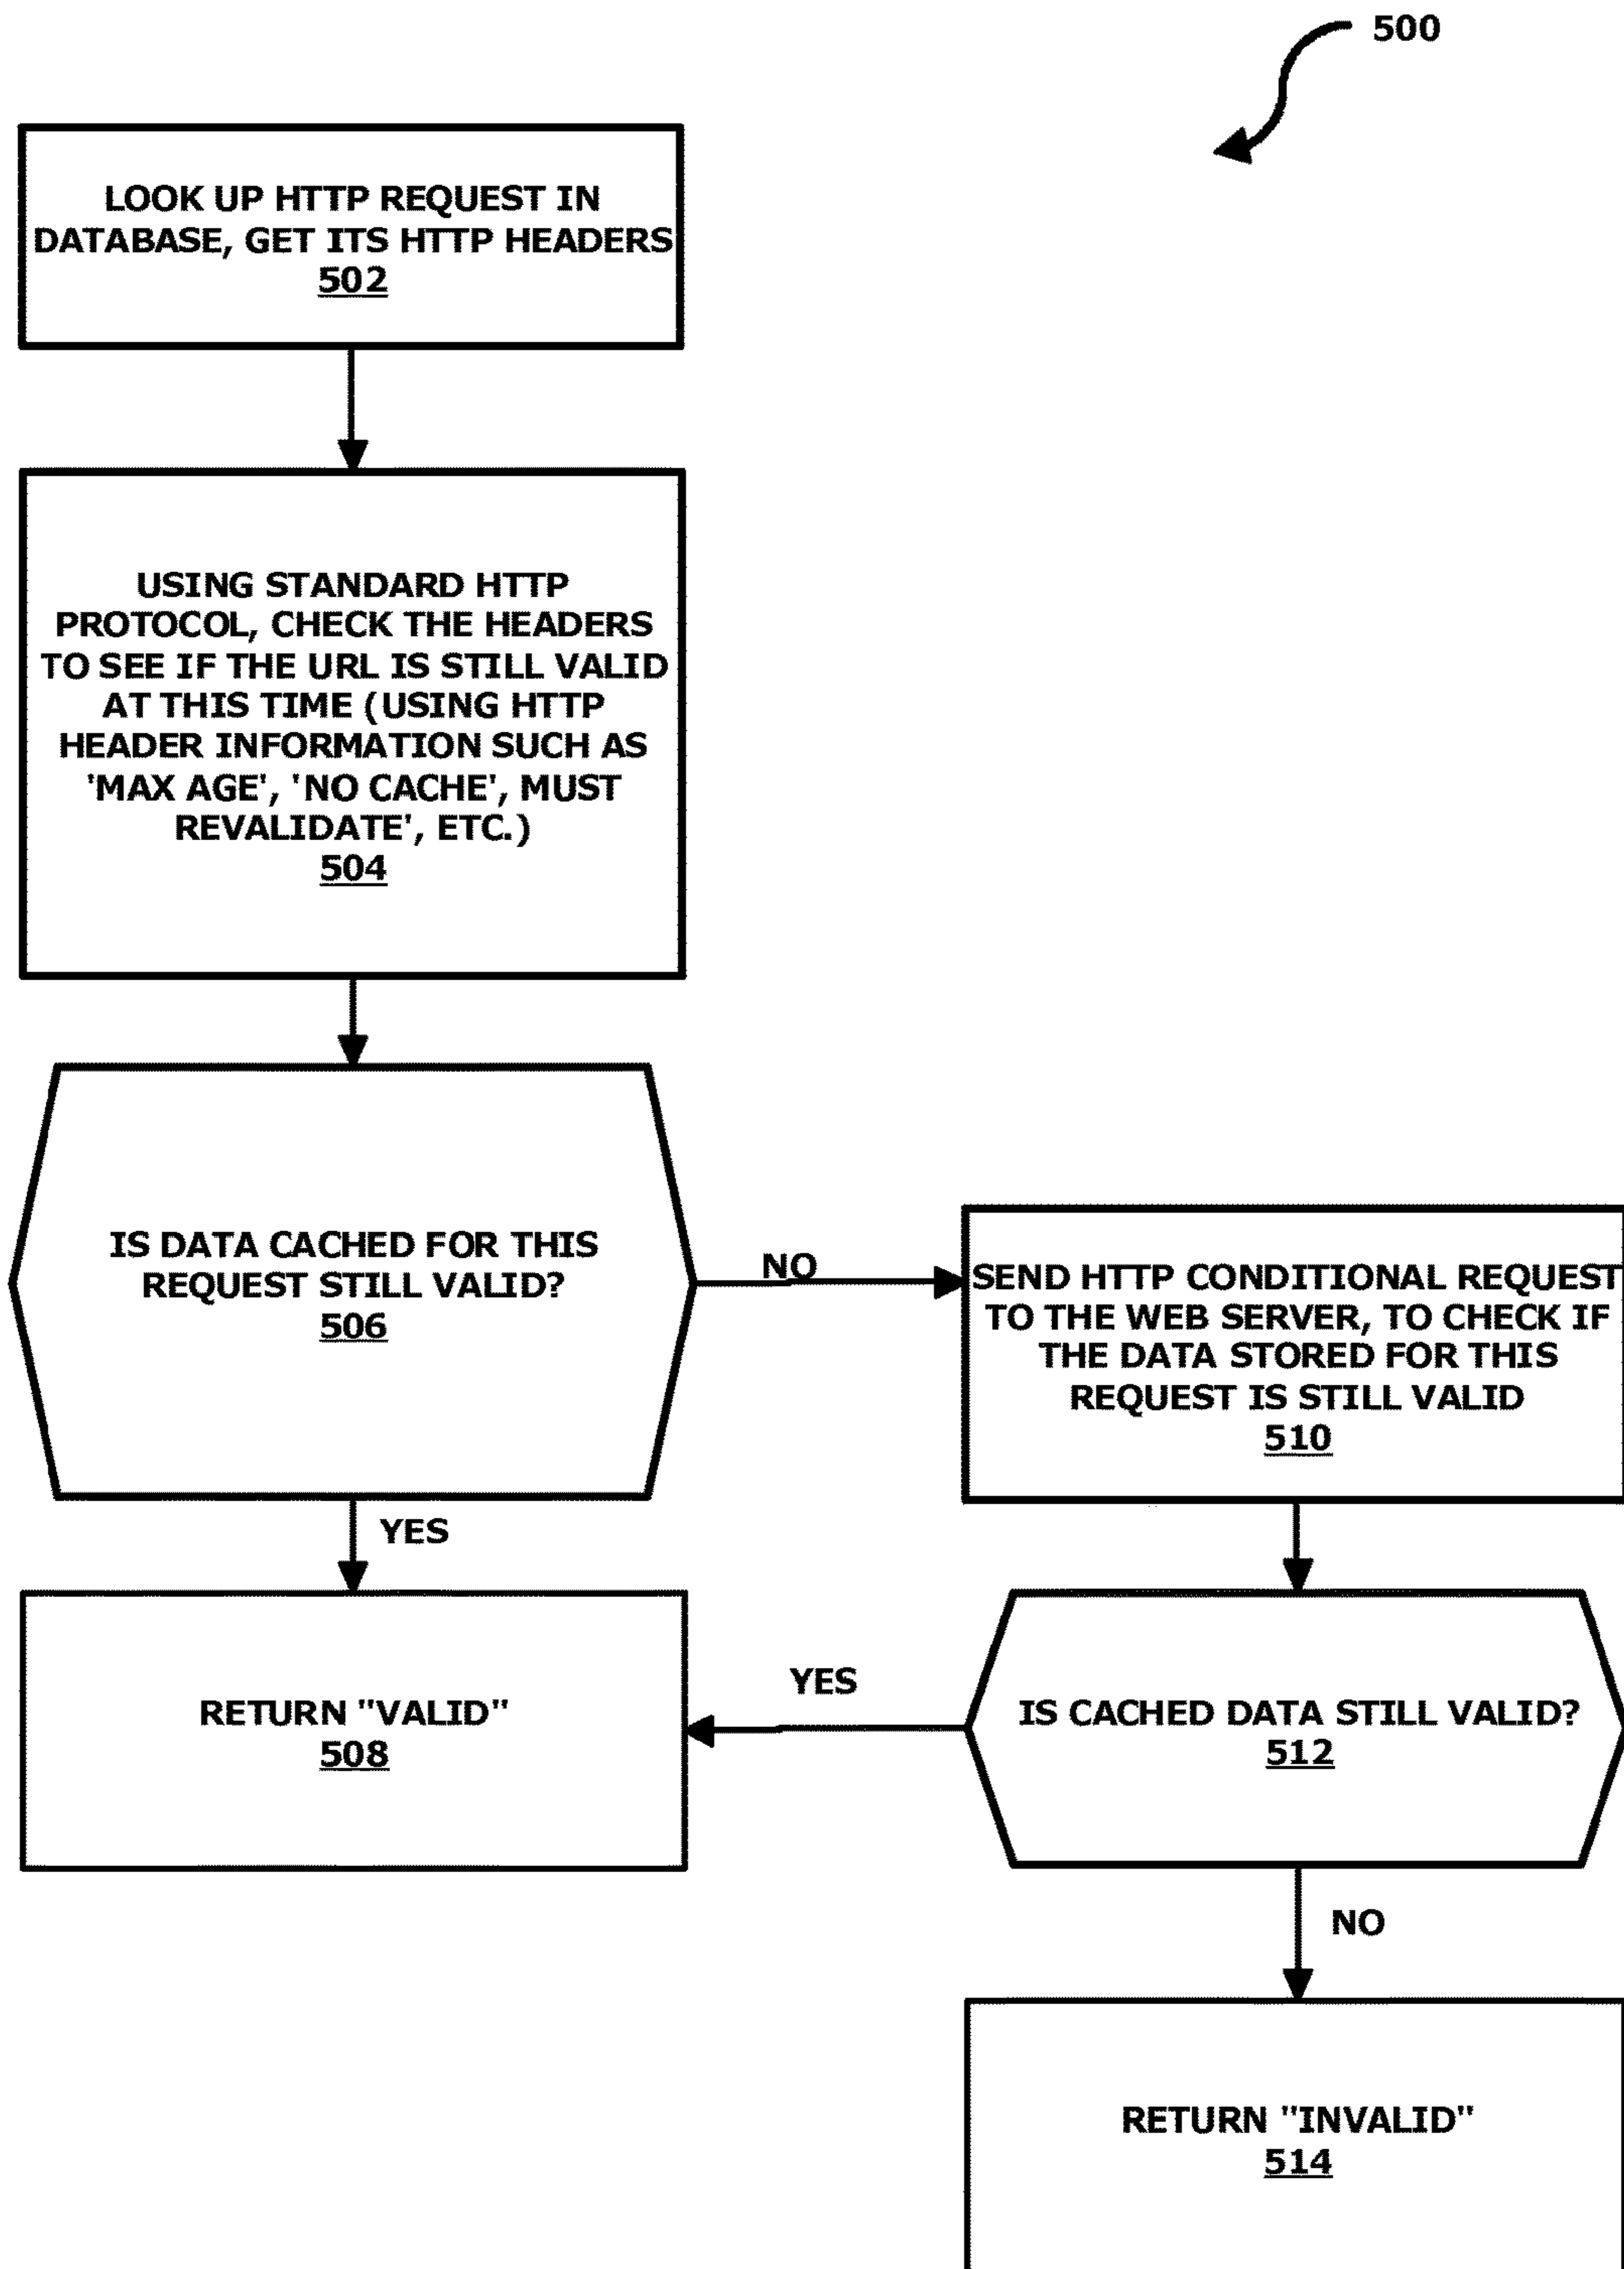 500
LOOK UP HTTP REQUEST IN
DATABASE, GET ITS HTTP HEADERS
502
USING STANDARD HTTP
PROTOCOL, CHECK THE HEADERS
TO SEE IF THE URL IS STILL VALID
AT THIS TIME (USING HTTP
HEADER INFORMATION SUCH AS
'MAX AGE', 'NO CACHE', MUST
REVALIDATE', ETC.)
504
IS DATA CACHED FOR THIS
REQUEST STILL VALID?
506
NO
SEND HTTP CONDITIONAL REQUEST
TO THE WEB SERVER, TO CHECK IF
THE DATA STORED FOR THIS
REQUEST IS STILL VALID
510
YES
RETURN "VALID"
508
YES
IS CACHED DATA STILL VALID?
512
NO
RETURN "INVALID"
514